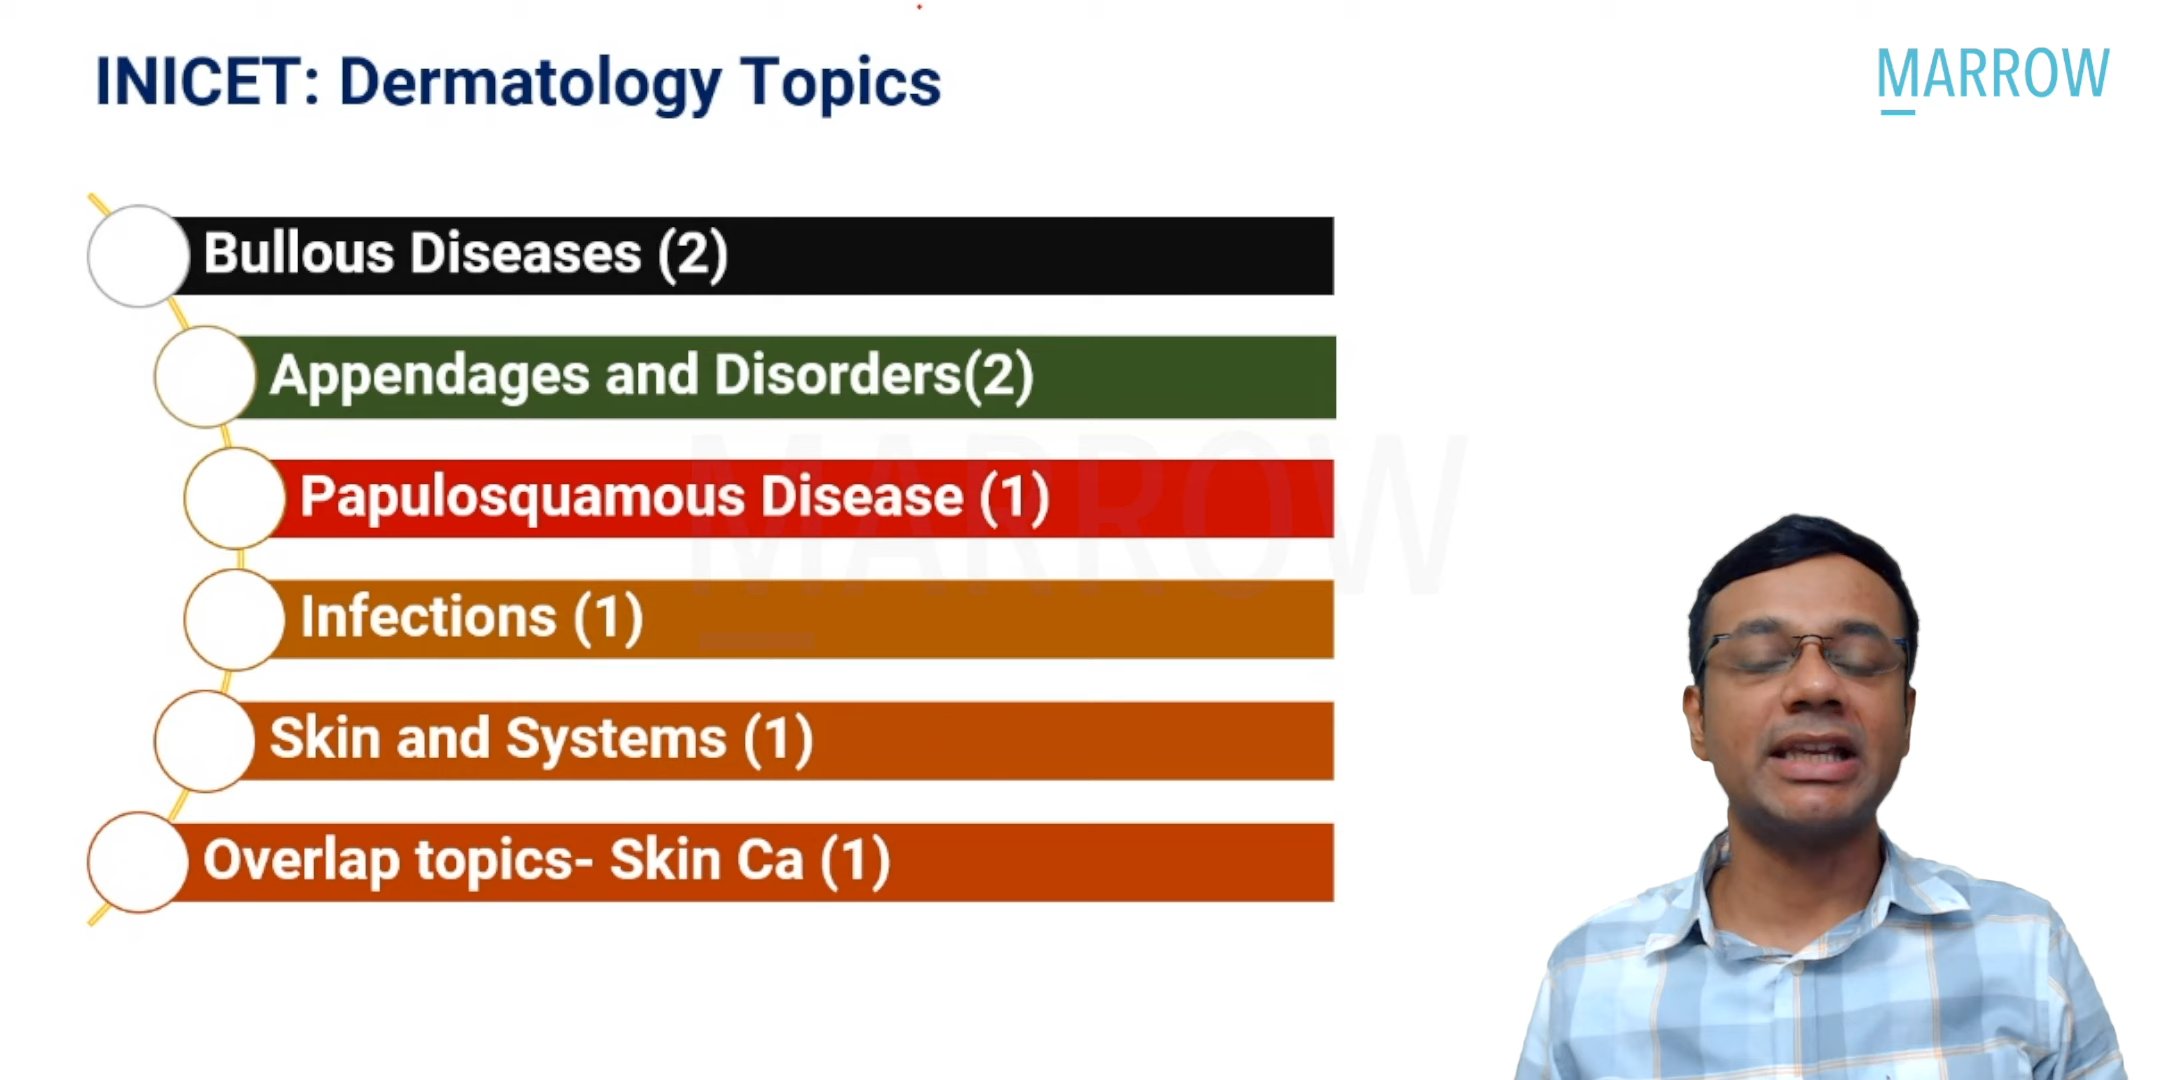 INICET: Dermatology Topics
MARROW
Bullous Diseases (2)
Appendages and Disorders(2)
Papulosquamous Disease (1)
Infections (1)
Skin and Systems (1)
Overlap topics- Skin Ca (1)
MARROW